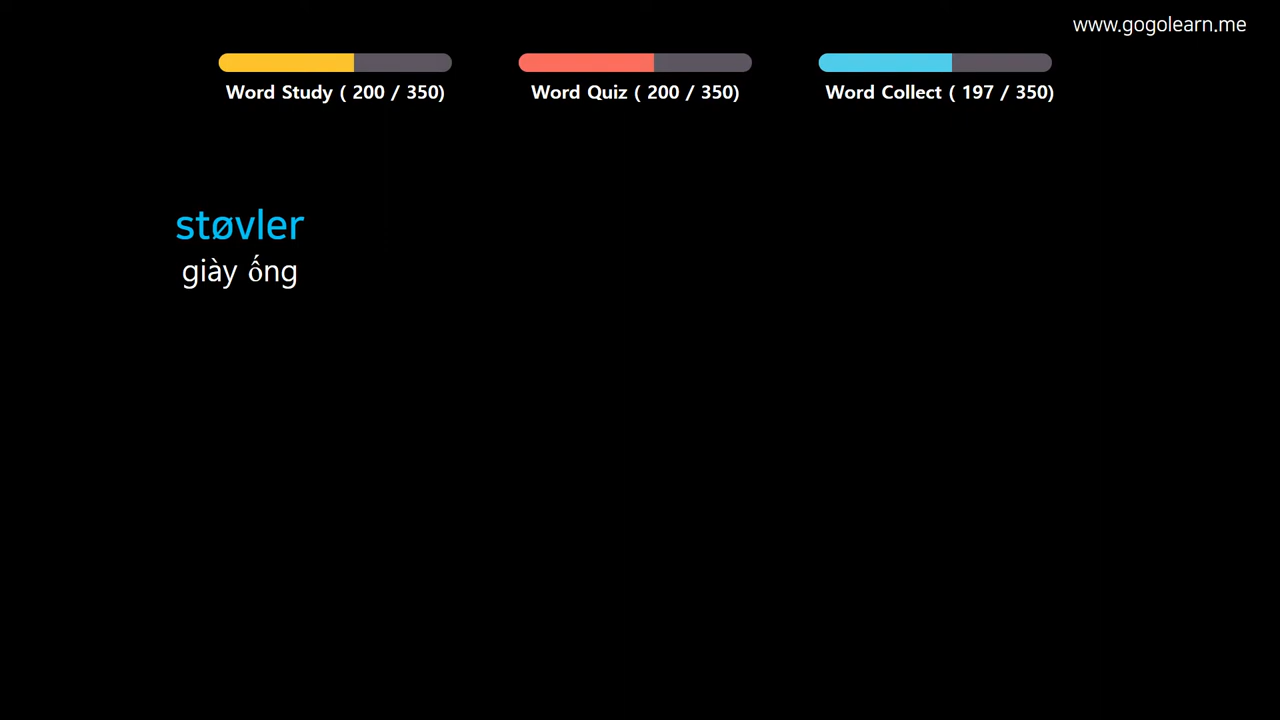 www.gogolearn.me
Word Study ( 200 / 350)
Word Quiz ( 200 / 350)
Word Collect ( 197 / 350)
støvler
giày ống